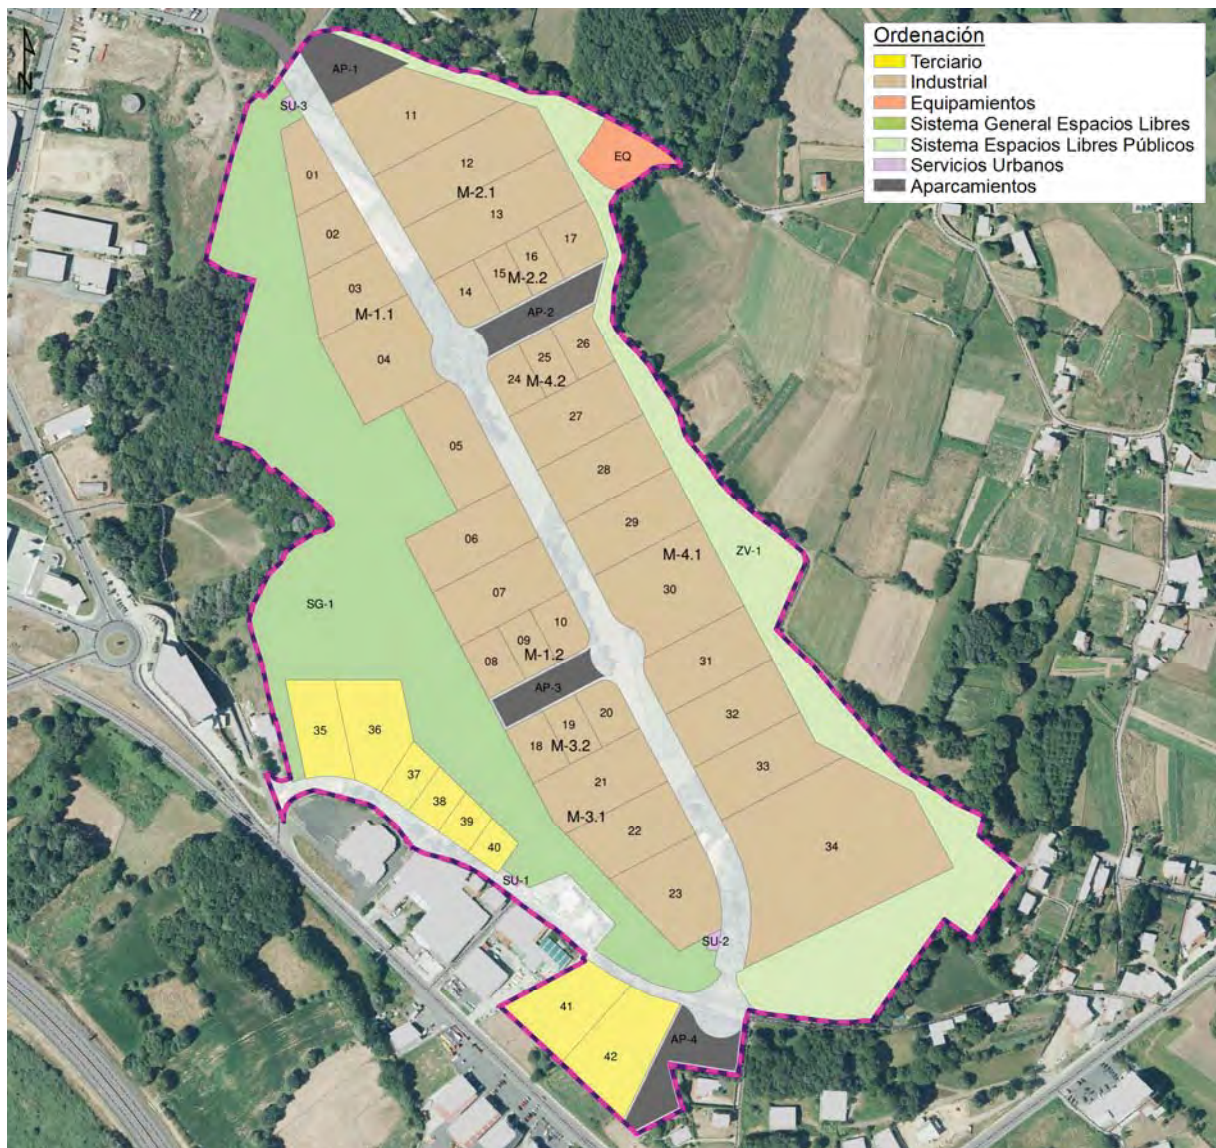 Ordenación
Terciario
Industrial
Equipamientos
Sistema General Espacios Libres
Sistema Espacios Libres Públicos
Servicios Urbanos
Aparcamientos
N
AP-1
SU-3
11
EQ
12
01
M-2.1
13
02
17
16
15
M-2.2
03
14
M-1.1
AP-2
26
04
25
24
M-4.2
27
05
28
29
06
M-4.1
ZV-1
30
07
SG-1
10
09
M-1.2
08
31
AP-3
20
32
19
35
36
18
M-3.2
33
37
21
38
M-3.1
39
22
34
40
SU-1
23
SU-2
41
AP-4
42